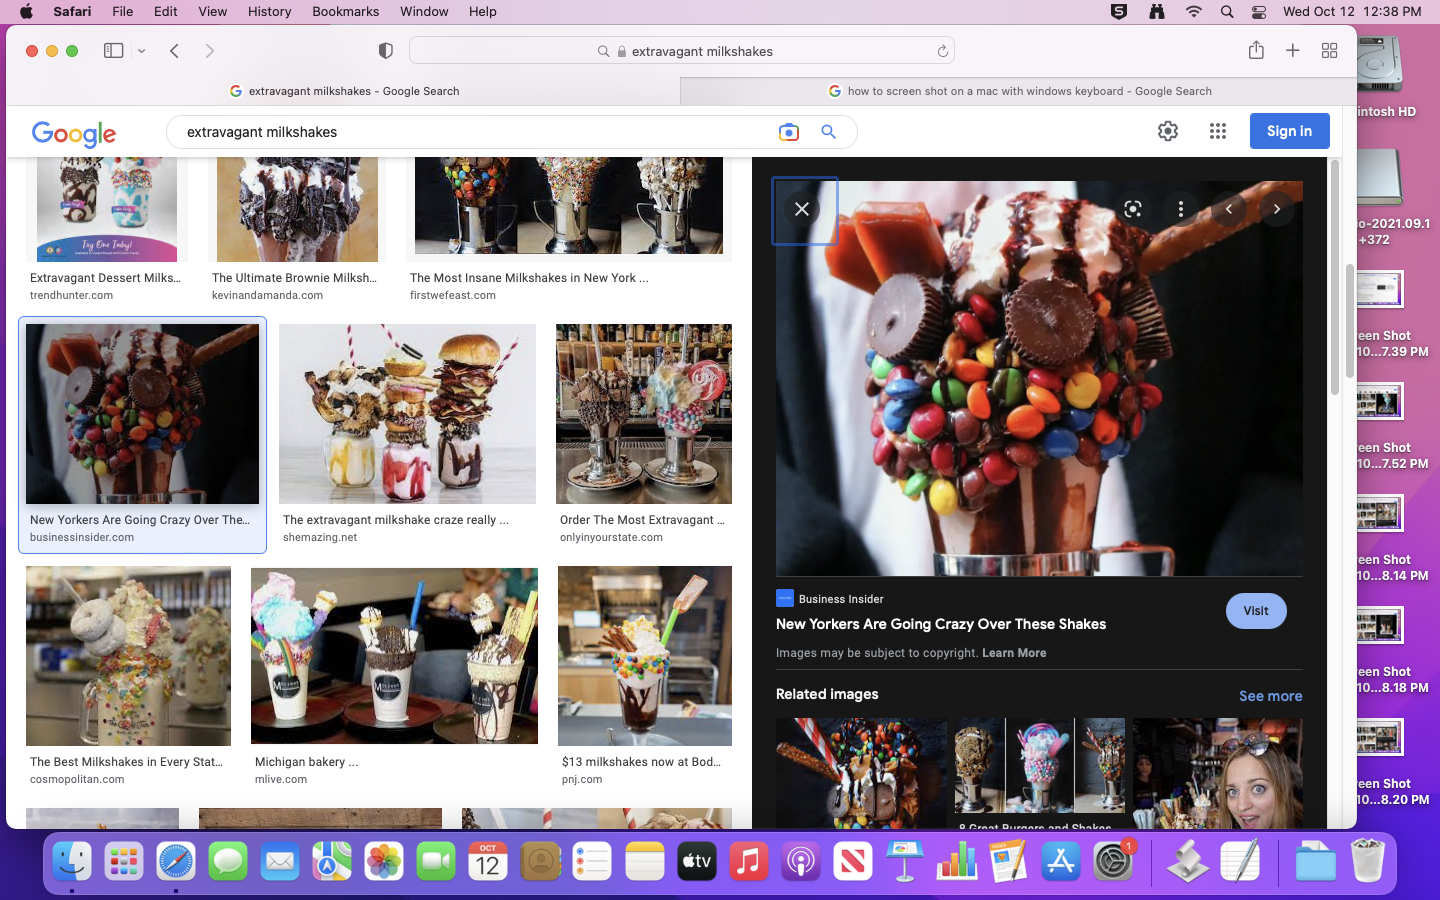 Safari File Edit View History Bookmarks Window Help
Wed Oct 12 12:38 PM
extravagant milkshakes
extravagant milkshakes - Google Search
how to screen shot on a mac with windows keyboard - Google Search
Google
extravagant milkshakes
Sign in
Try One Today!
Extravagant Dessert Milks...
trendhunter.com
The Ultimate Brownie Milksh...
kevinandamanda.com
The Most Insane Milkshakes in New York ...
firstwefeast.com
New Yorkers Are Going Crazy Over The...
businessinsider.com
The extravagant milkshake craze really ...
shemazing.net
Order The Most Extravagant ...
onlyinyourstate.com
The Best Milkshakes in Every Stat...
cosmopolitan.com
Michigan bakery ...
mlive.com
$13 milkshakes now at Bod...
pnj.com
Business Insider
Visit
New Yorkers Are Going Crazy Over These Shakes
Images may be subject to copyright. Learn More
Related images
See more
8 Great Burgers and Shakes
intosh HD
io-2021.09.1
+372
een Shot
10...7.39 PM
een Shot
10...7.52 PM
een Shot
10...8.14 PM
een Shot
10...8.18 PM
een Shot
10...8.20 PM
OCT
12
tv
1